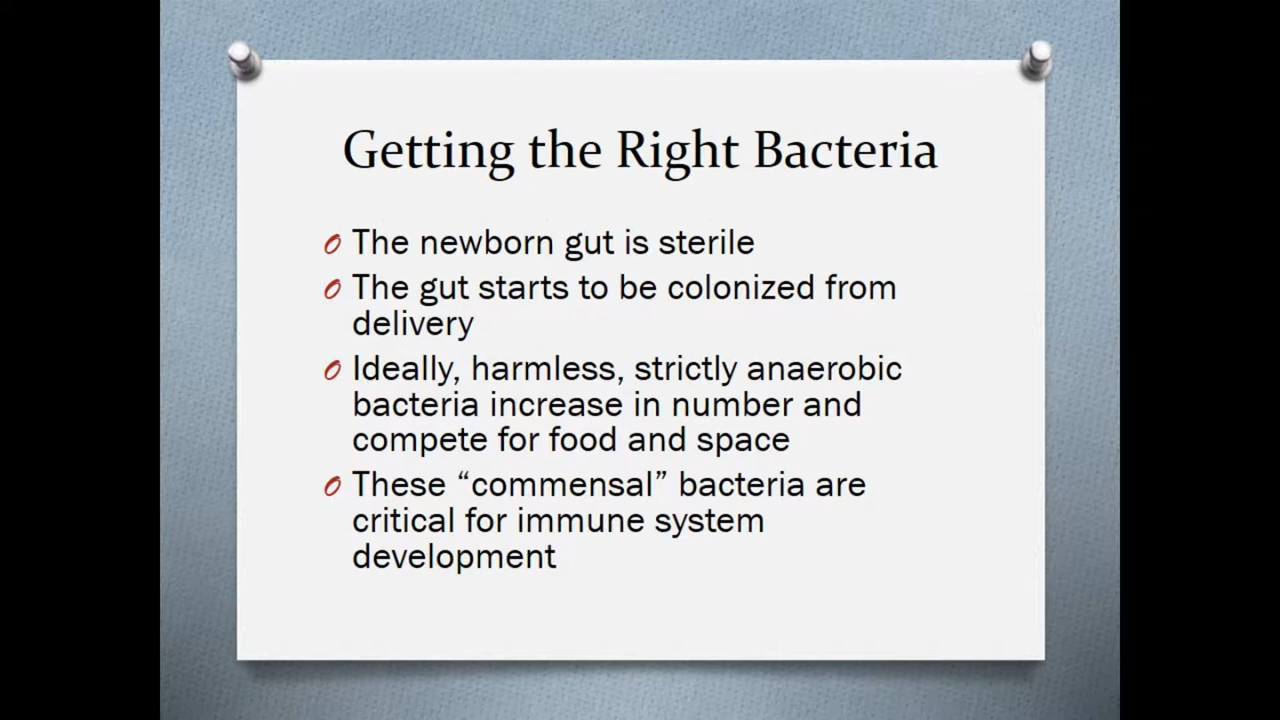 Getting the Right Bacteria
The newborn gut is sterile
The gut starts to be colonized from
delivery
Ideally, harmless, strictly anaerobic
bacteria increase in number and
compete for food and space
These “commensal” bacteria are
critical for immune system
development